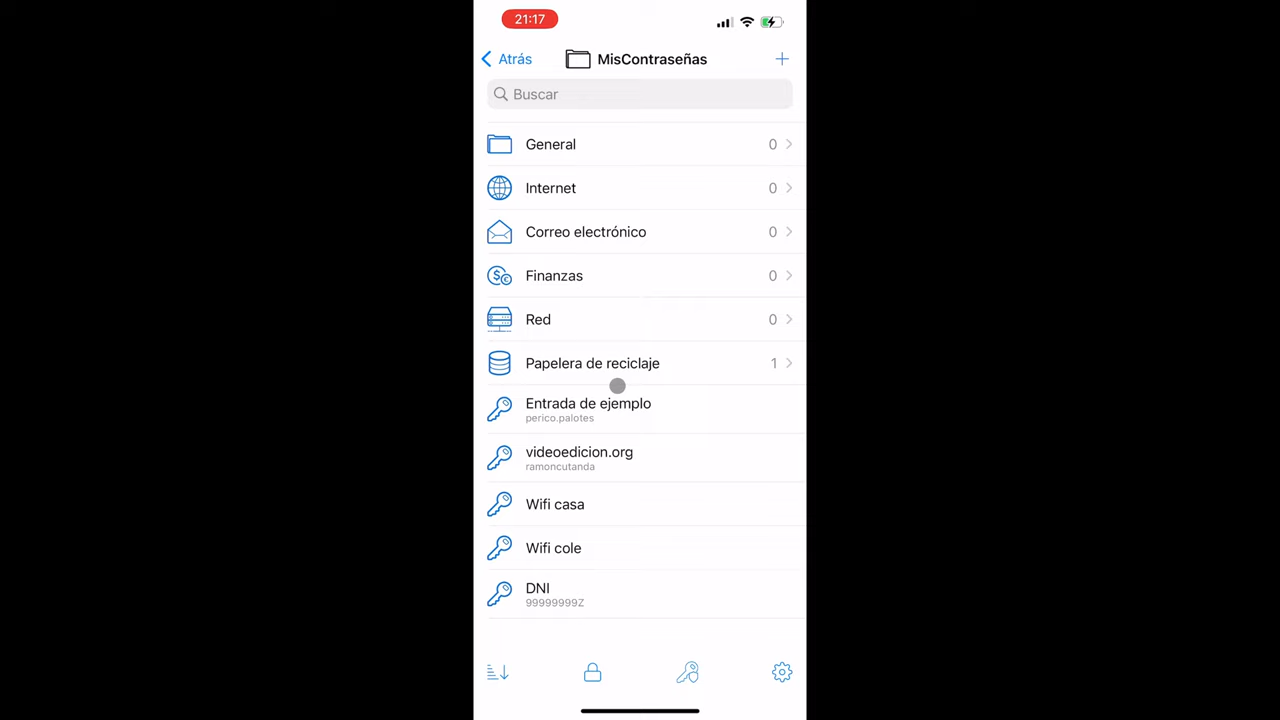 21:17
Atrás
MisContraseñas
Buscar
General 0
Internet 0
Correo electrónico 0
Finanzas 0
Red 0
Papelera de reciclaje 1
Entrada de ejemplo
perico.palotes
videoedicion.org
ramoncutanda
Wifi casa
Wifi cole
DNI
99999999Z